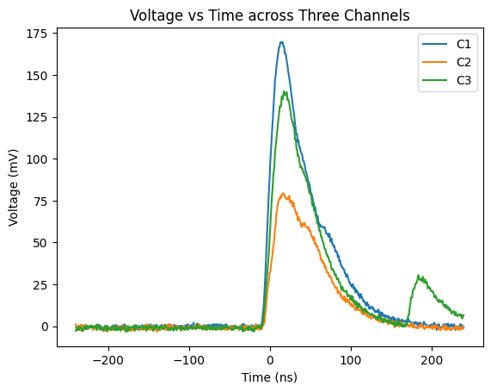 Voltage vs Time across Three Channels
C1
C2
C3
175
150
125
100
75
50
25
0
Voltage (mV)
−200
−100
0
100
200
Time (ns)